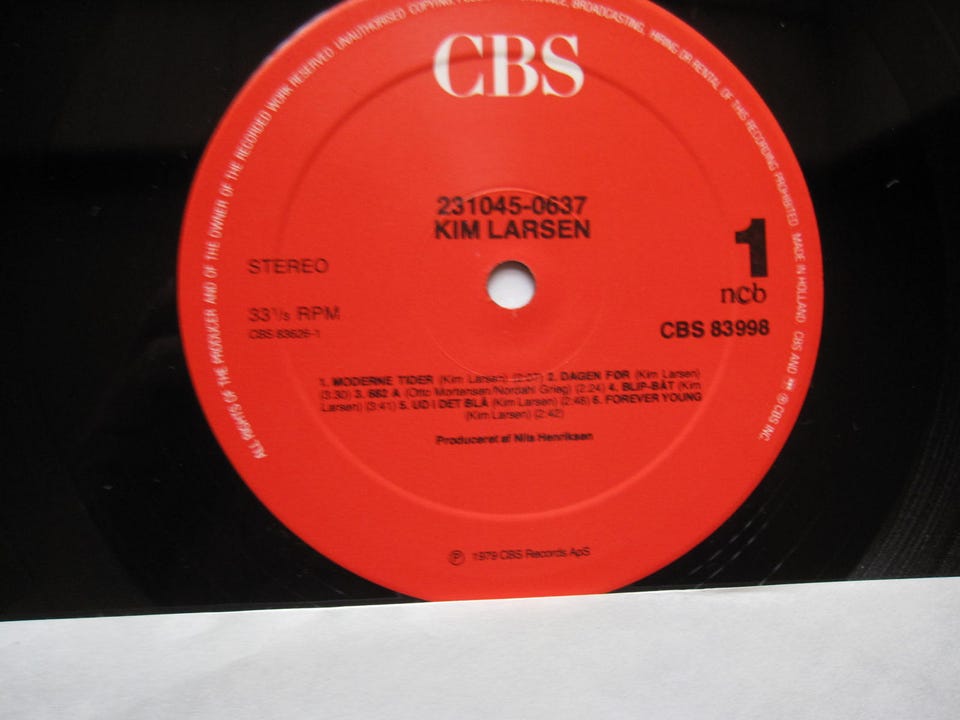 CBS
ALL RIGHTS OF THE PRODUCER AND OF THE OWNER OF THE RECORDED WORK RESERVED UNAUTHORISED COPYING, BROADCASTING, HIRING OR RENTAL OF THIS RECORDING PROHIBITED MADE IN HOLLAND CBS AND ℗ CBS INC.
231045-0637
KIM LARSEN
STEREO
1
ncb
33⅓ RPM
CBS 83998
CBS 83626-1
1. MODERNE TIDER (Kim Larsen) (2:07) 2. DAGEN FØR (Kim Larsen)
(3:30) 3. 682 A (Otto Mortensen/Nordahl Grieg) (2:24) 4. BLIP-BÅT (Kim
Larsen) (3:41) 5. UD I DET BLÅ (Kim Larsen) (2:48) 6. FOREVER YOUNG
(Kim Larsen) (2:42)
Produceret af Nils Henriksen
℗ 1979 CBS Records ApS